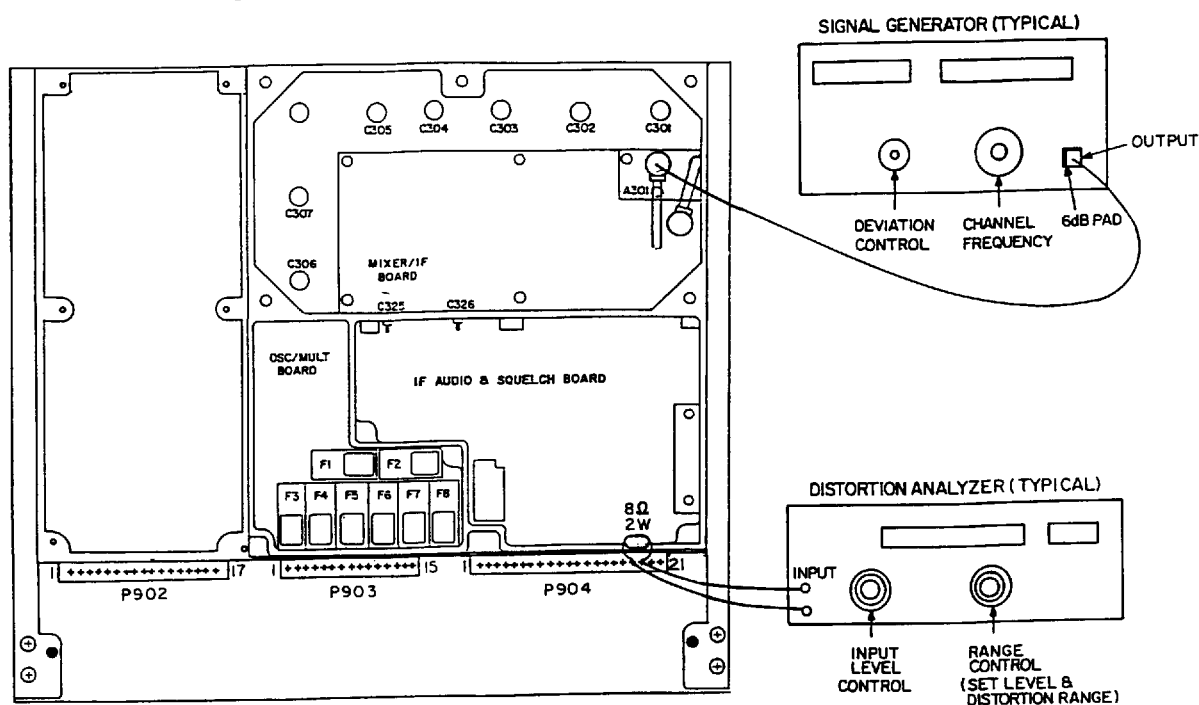 SIGNAL GENERATOR (TYPICAL)
OUTPUT
DEVIATION
CONTROL
CHANNEL
FREQUENCY
6dB PAD
C305
C304
C303
C302
C301
A301
C307
C306
MIXER/IF
BOARD
C325
C326
OSC/MULT
BOARD
IF AUDIO & SQUELCH BOARD
F1
F2
F3
F4
F5
F6
F7
F8
8Ω
2W
1
17
1
15
1
21
P902
P903
P904
DISTORTION ANALYZER (TYPICAL)
INPUT
INPUT
LEVEL
CONTROL
RANGE
CONTROL
(SET LEVEL &
DISTORTION RANGE)